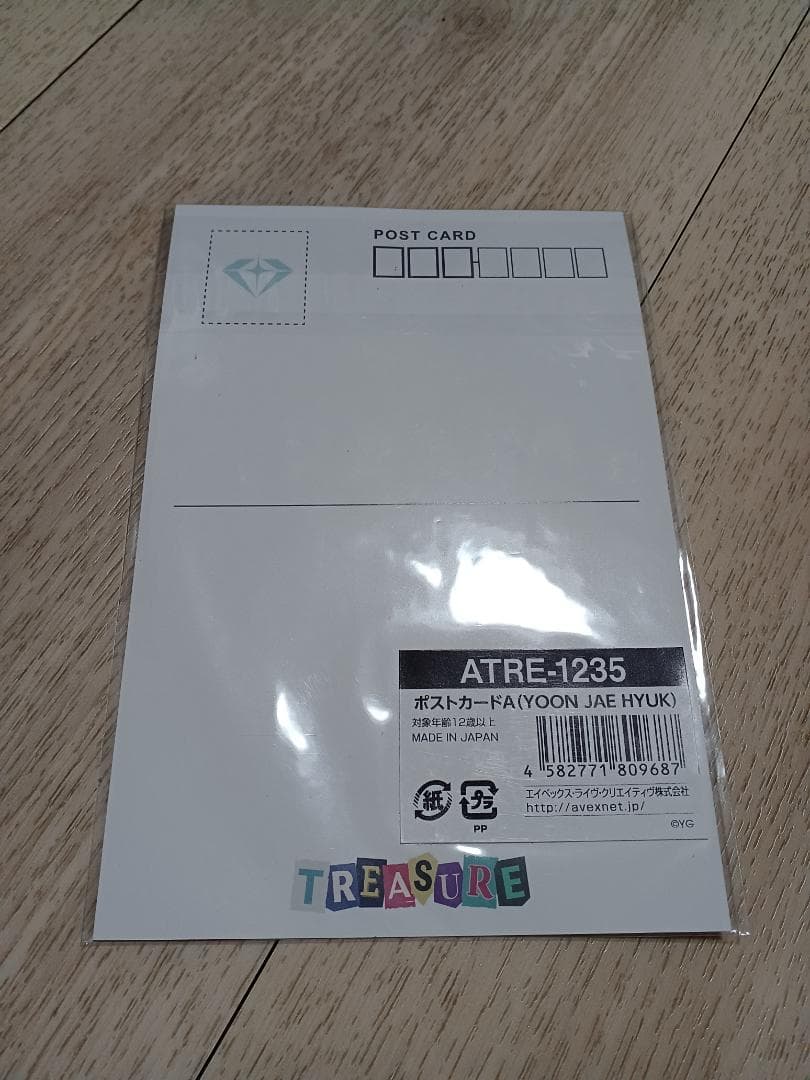 POST CARD
ATRE-1235
ポストカードA(YOON JAE HYUK)
対象年齢12歳以上
MADE IN JAPAN
4 582771 809687
紙
プラ
PP
エイベックス・ライヴ・クリエイティヴ株式会社
http://avexnet.jp/
©YG
TREASURE